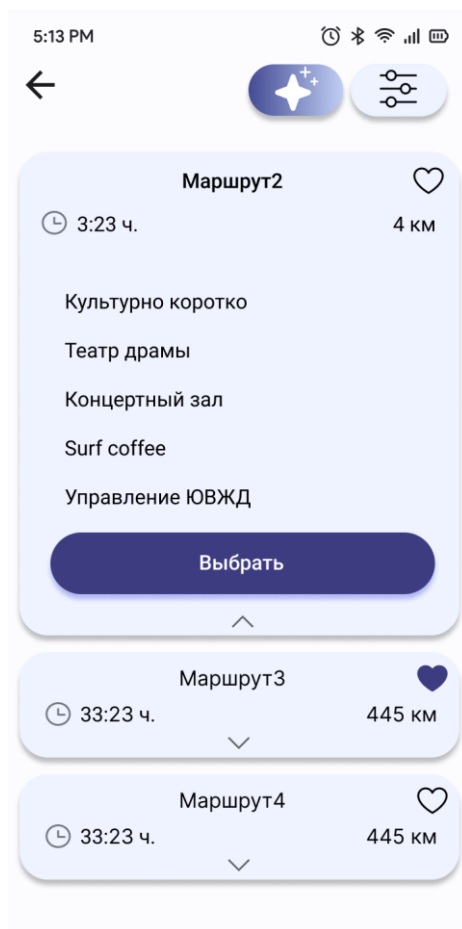 5:13 PM
Маршрут2
3:23 ч.
4 км
Культурно коротко
Театр драмы
Концертный зал
Surf coffee
Управление ЮВЖД
Выбрать
Маршрут3
33:23 ч.
445 км
Маршрут4
33:23 ч.
445 км